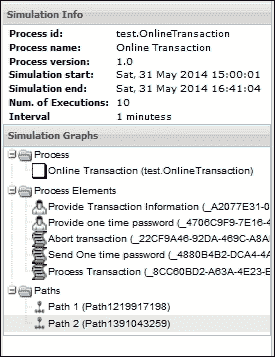 Simulation Info
Process id: test.OnlineTransaction
Process name: Online Transaction
Process version: 1.0
Simulation start: Sat, 31 May 2014 15:00:01
Simulation end: Sat, 31 May 2014 16:41:04
Num. of Executions: 10
Interval 1 minutess
Simulation Graphs
Process
Online Transaction (test.OnlineTransaction)
Process Elements
Provide Transaction Information (_A2077E31-0
Provide one time password (_4706C9F9-7E16-4
Abort transaction (_22CF9A46-92DA-469C-A8A
Send One time password (_4880B4B2-DCA4-4A
Process Transaction (_8CC60BD2-A63A-4E23-E
Paths
Path 1 (Path1219917198)
Path 2 (Path1391043259)